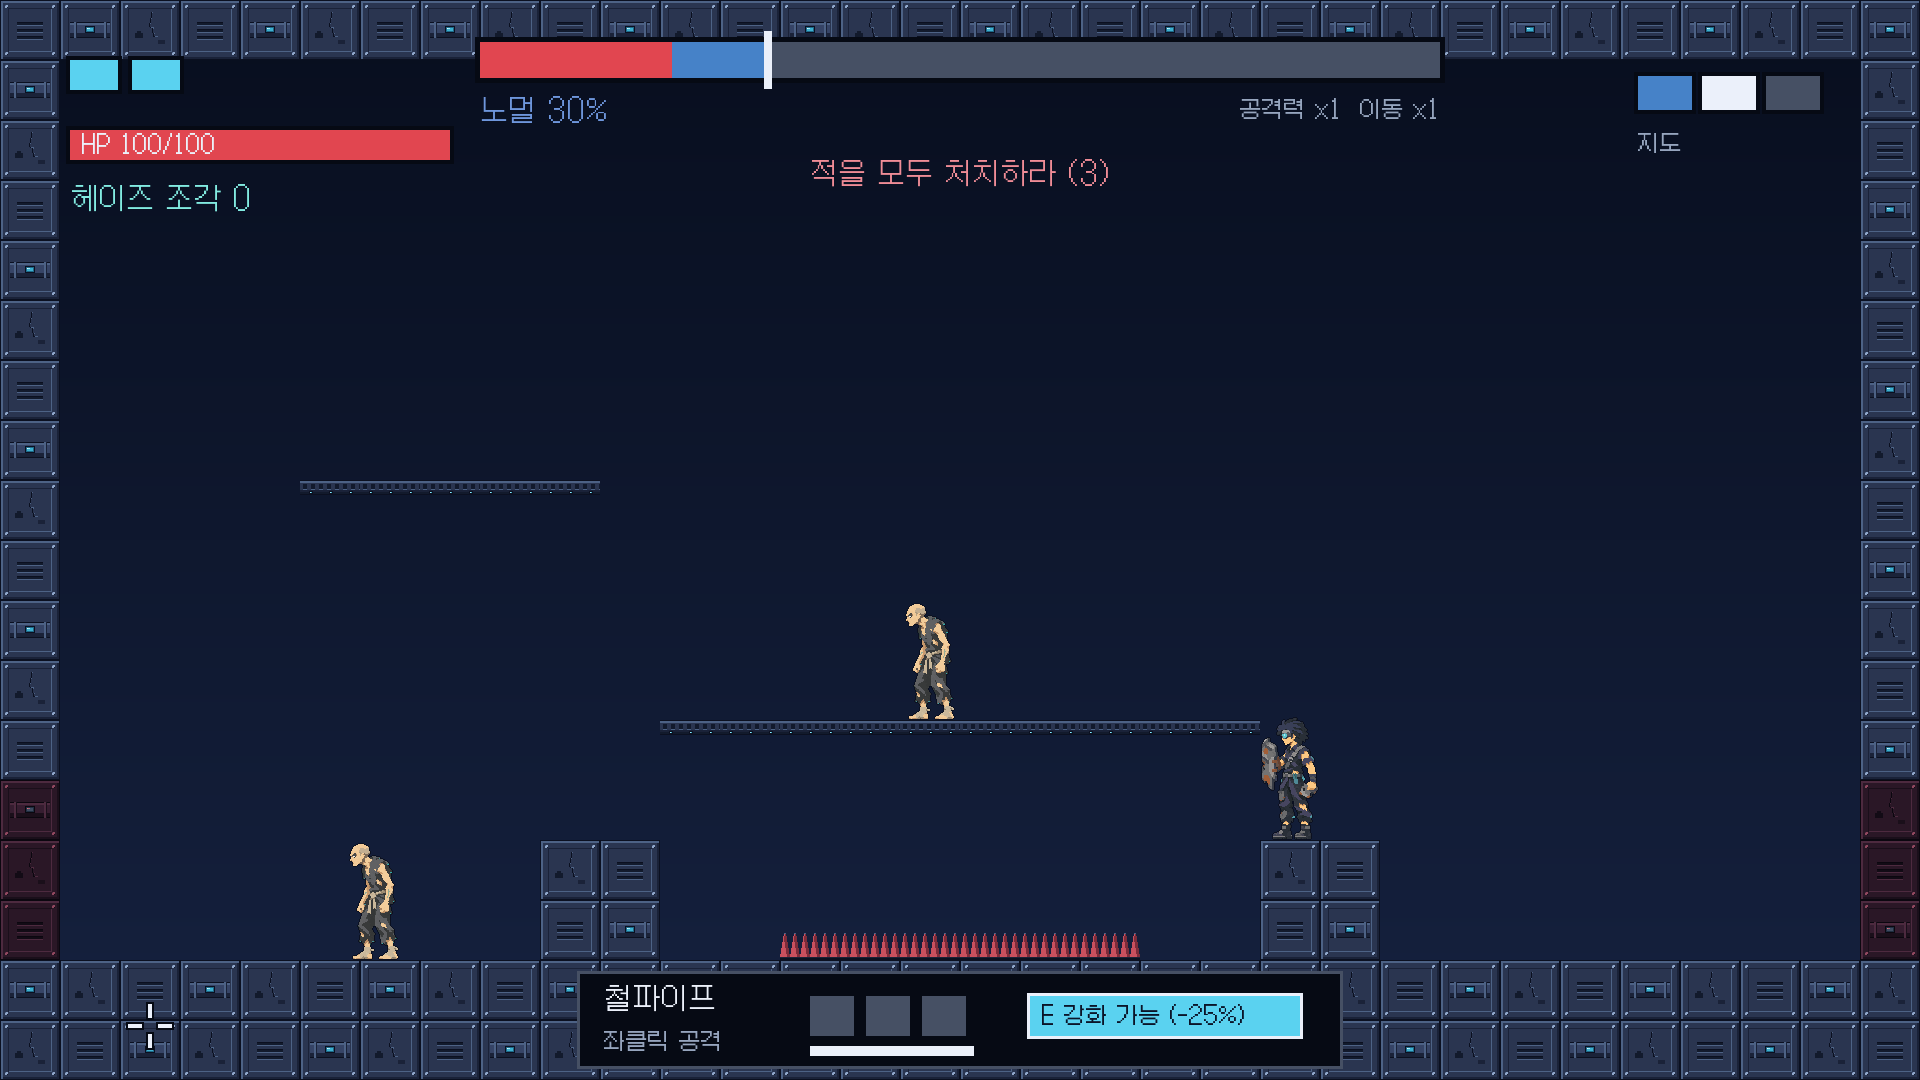 노멀 30%
공격력 x1 이동 x1
지도
HP 100/100
적을 모두 처치하라 (3)
헤이즈 조각 0
철파이프
좌클릭 공격
E 강화 가능 (-25%)